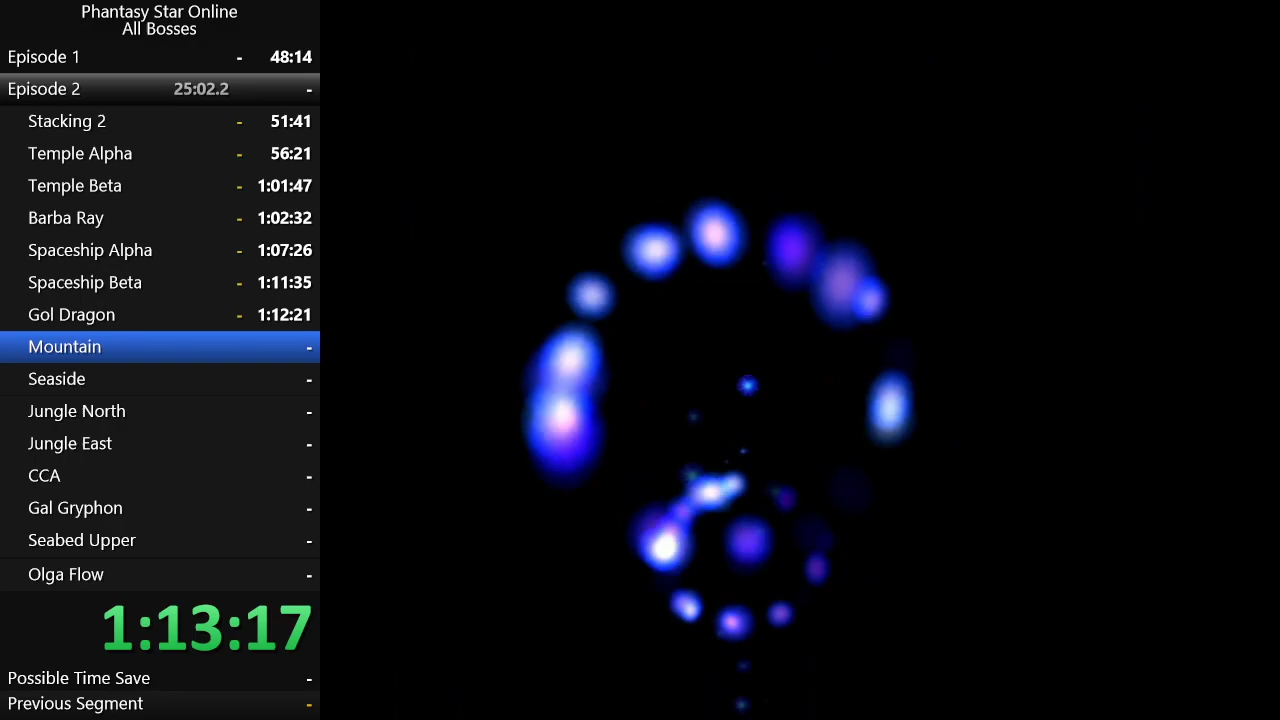 Phantasy Star Online
All Bosses
Episode 1 - 48:14
Episode 2 25:02.2 -
Stacking 2 - 51:41
Temple Alpha - 56:21
Temple Beta - 1:01:47
Barba Ray - 1:02:32
Spaceship Alpha - 1:07:26
Spaceship Beta - 1:11:35
Gol Dragon - 1:12:21
Mountain -
Seaside -
Jungle North -
Jungle East -
CCA -
Gal Gryphon -
Seabed Upper -
Olga Flow -
1:13:17
Possible Time Save -
Previous Segment -